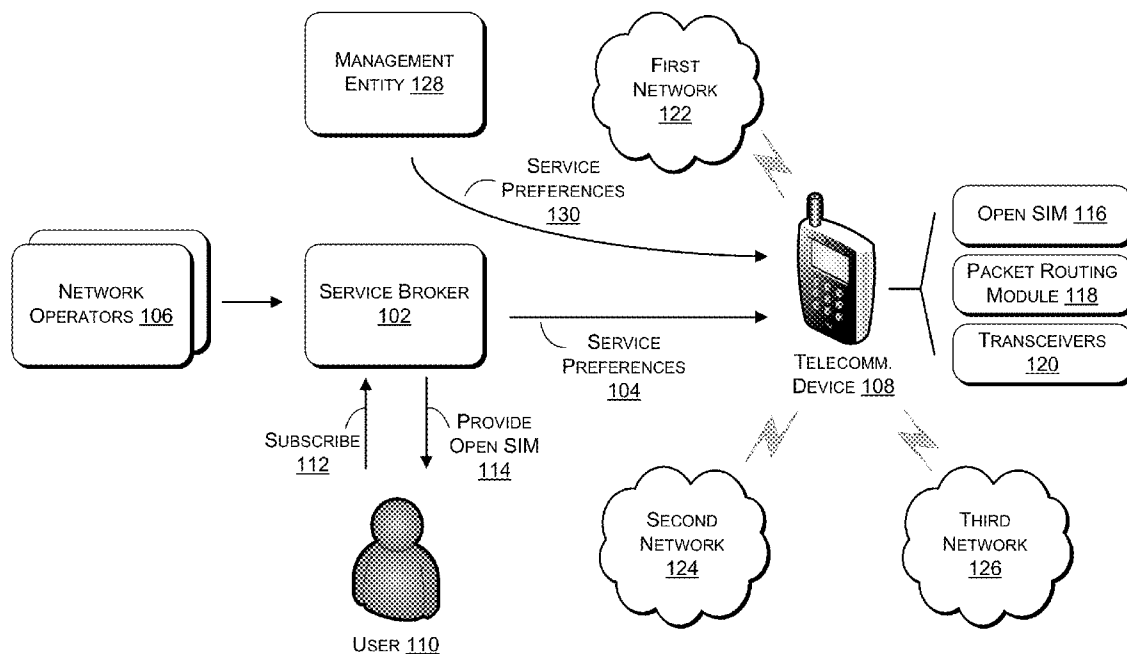 MANAGEMENT
ENTITY 128
FIRST
NETWORK
122
SERVICE
PREFERENCES
130
OPEN SIM 116
PACKET ROUTING
MODULE 118
TRANSCEIVERS
120
NETWORK
OPERATORS 106
SERVICE BROKER
102
SERVICE
PREFERENCES
104
TELECOMM.
DEVICE 108
SUBSCRIBE
112
PROVIDE
OPEN SIM
114
SECOND
NETWORK
124
THIRD
NETWORK
126
USER 110